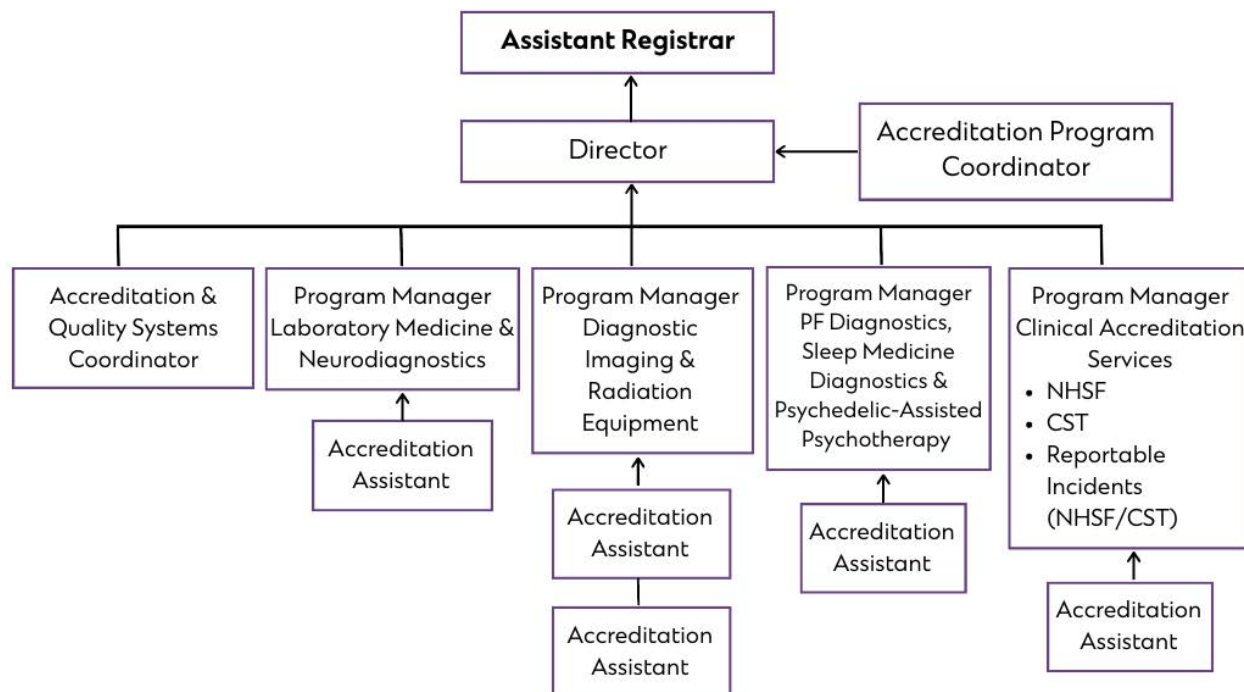 Assistant Registrar
Director
Accreditation Program
Coordinator
Accreditation &
Quality Systems
Coordinator
Program Manager
Laboratory Medicine &
Neurodiagnostics
Program Manager
Diagnostic
Imaging &
Radiation
Equipment
Program Manager
PF Diagnostics,
Sleep Medicine
Diagnostics &
Psychedelic-Assisted
Psychotherapy
Program Manager
Clinical Accreditation
Services
• NHSF
• CST
• Reportable
Incidents
(NHSF/CST)
Accreditation
Assistant
Accreditation
Assistant
Accreditation
Assistant
Accreditation
Assistant
Accreditation
Assistant